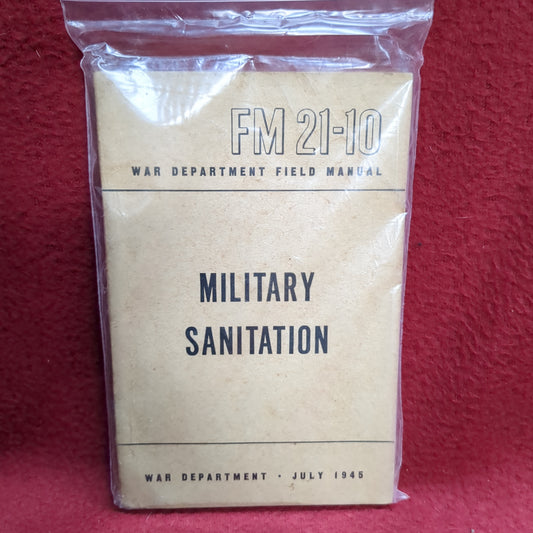 FM 21-10
WAR DEPARTMENT FIELD MANUAL
MILITARY
SANITATION
WAR DEPARTMENT · JULY 1945